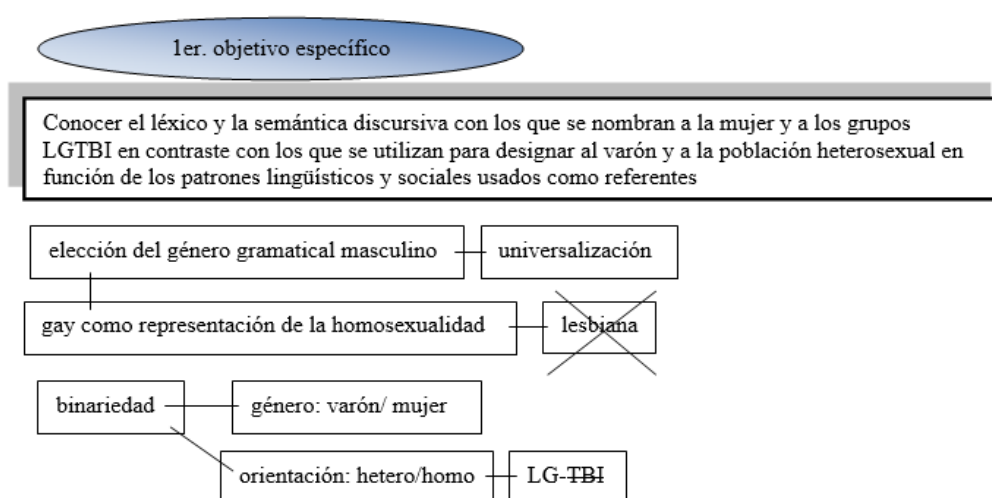 1er. objetivo específico
Conocer el léxico y la semántica discursiva con los que se nombran a la mujer y a los grupos
LGTBI en contraste con los que se utilizan para designar al varón y a la población heterosexual en
función de los patrones lingüísticos y sociales usados como referentes
elección del género gramatical masculino
universalización
gay como representación de la homosexualidad
lesbiana
binariedad
género: varón/ mujer
orientación: hetero/homo
LG-TBI